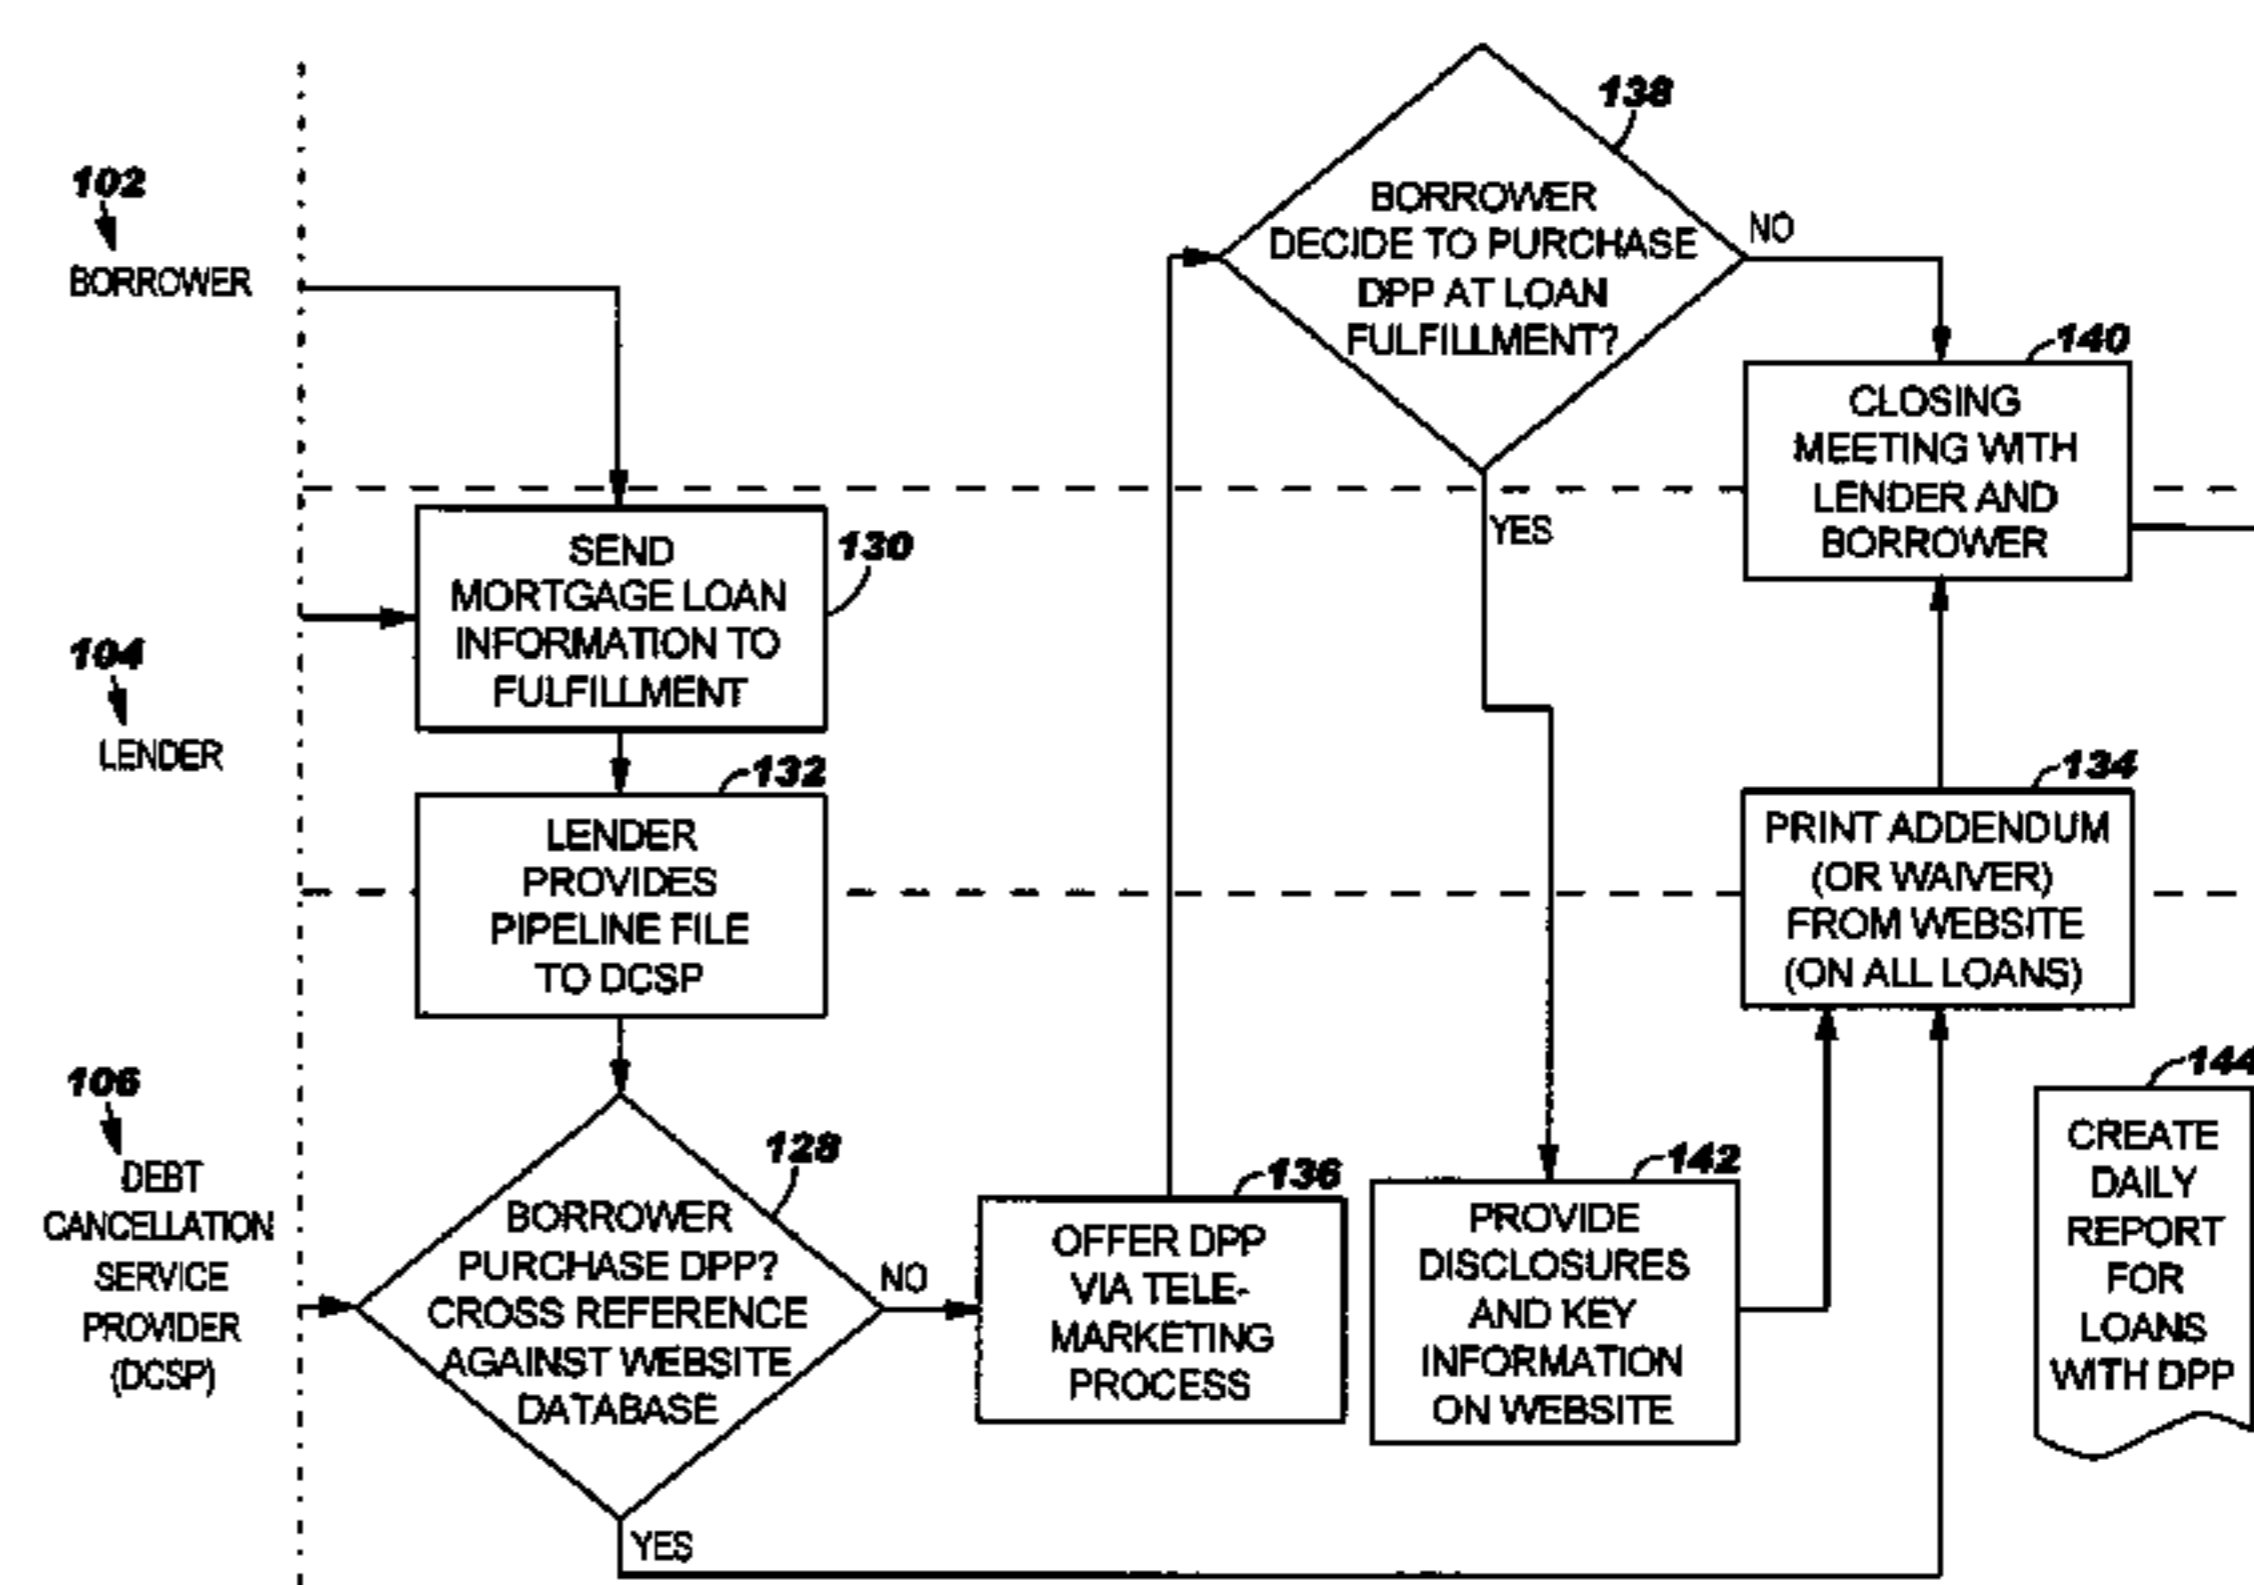 102
BORROWER
104
LENDER
106
DEBT
CANCELLATION
SERVICE
PROVIDER
(DCSP)
SEND
MORTGAGE LOAN
INFORMATION TO
FULFILLMENT
130
132
LENDER
PROVIDES
PIPELINE FILE
TO DCSP
128
BORROWER
PURCHASE DPP?
CROSS REFERENCE
AGAINST WEBSITE
DATABASE
NO
YES
136
OFFER DPP
VIA TELE-
MARKETING
PROCESS
138
BORROWER
DECIDE TO PURCHASE
DPP AT LOAN
FULFILLMENT?
NO
YES
142
PROVIDE
DISCLOSURES
AND KEY
INFORMATION
ON WEBSITE
140
CLOSING
MEETING WITH
LENDER AND
BORROWER
134
PRINT ADDENDUM
(OR WAIVER)
FROM WEBSITE
(ON ALL LOANS)
144
CREATE
DAILY
REPORT
FOR
LOANS
WITH DPP